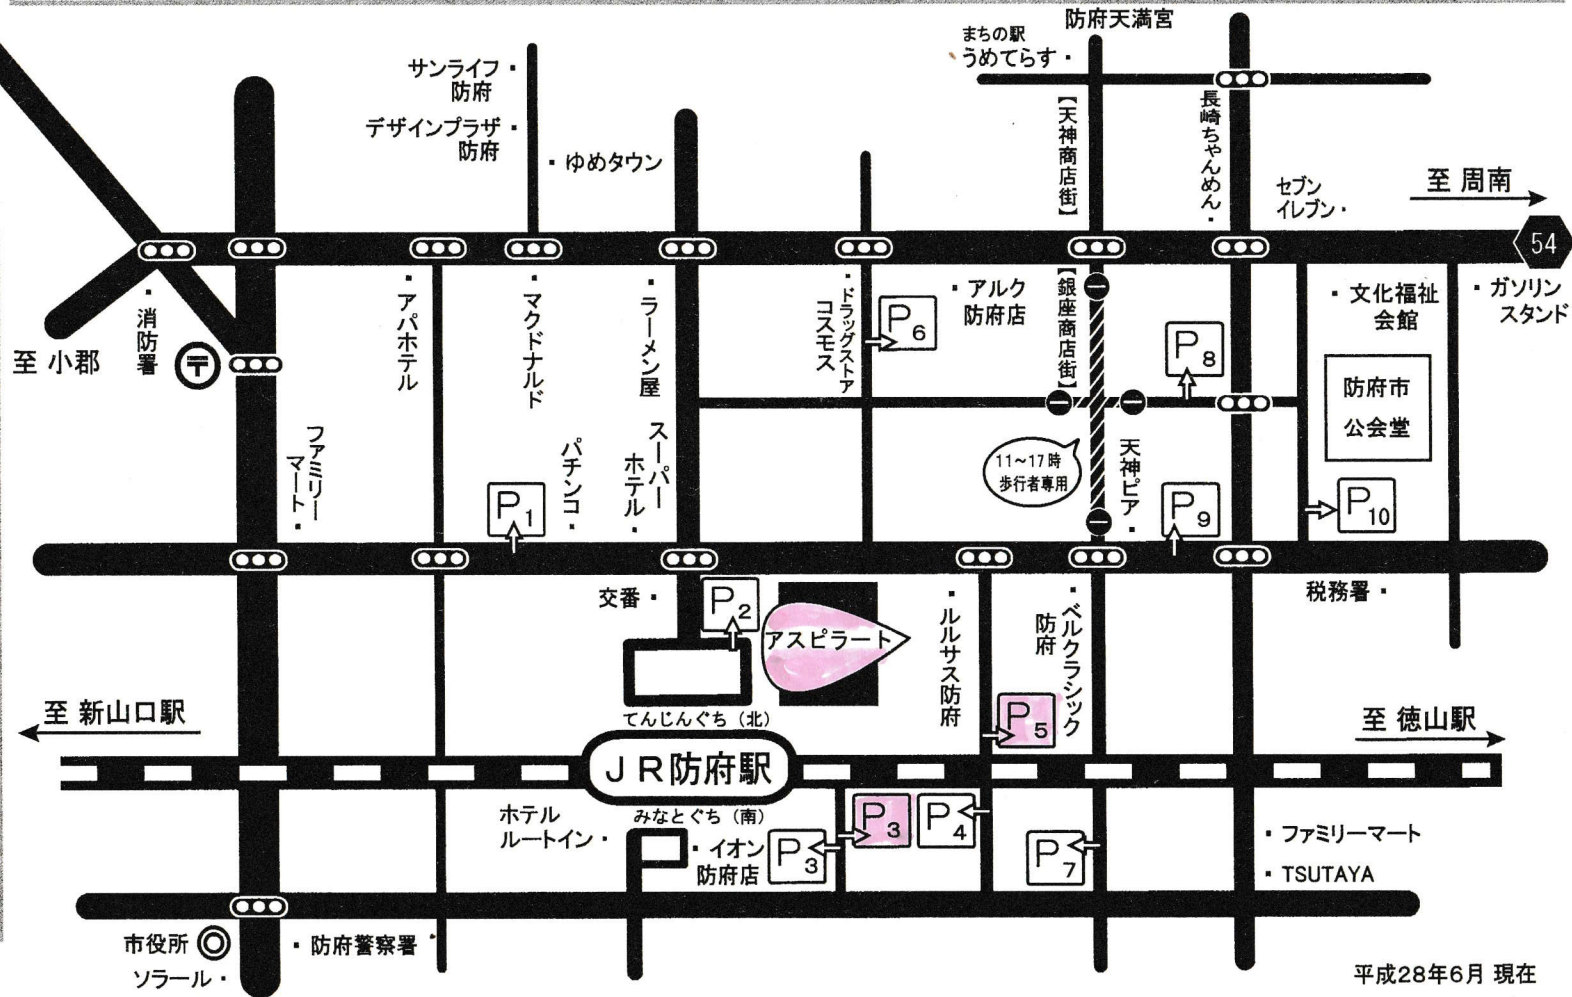 防府天満宮
まちの駅
うめてらす
サンライフ
防府
デザインプラザ
防府
ゆめタウン
【天神商店街】
長崎ちゃんめん
セブン
イレブン
至 周南
54
消防署
至 小郡
〒
アパホテル
マクドナルド
ラーメン屋
ドラッグストア
コスモス
P6
アルク
防府店
【銀座商店街】
P8
文化福祉
会館
ガソリン
スタンド
防府市
公会堂
ファミリー
マート
P1
パチンコ
スーパー
ホテル
11~17時
歩行者専用
天神ピア
P9
P10
交番
P2
アスピラート
ルルサス防府
ベルクラシック
防府
税務署
P5
至 新山口駅
てんじんぐち(北)
JR防府駅
みなとぐち(南)
至 徳山駅
ホテル
ルートイン
イオン
防府店
P3
P3
P4
P7
ファミリーマート
TSUTAYA
市役所
ソラール
防府警察署
平成28年6月 現在